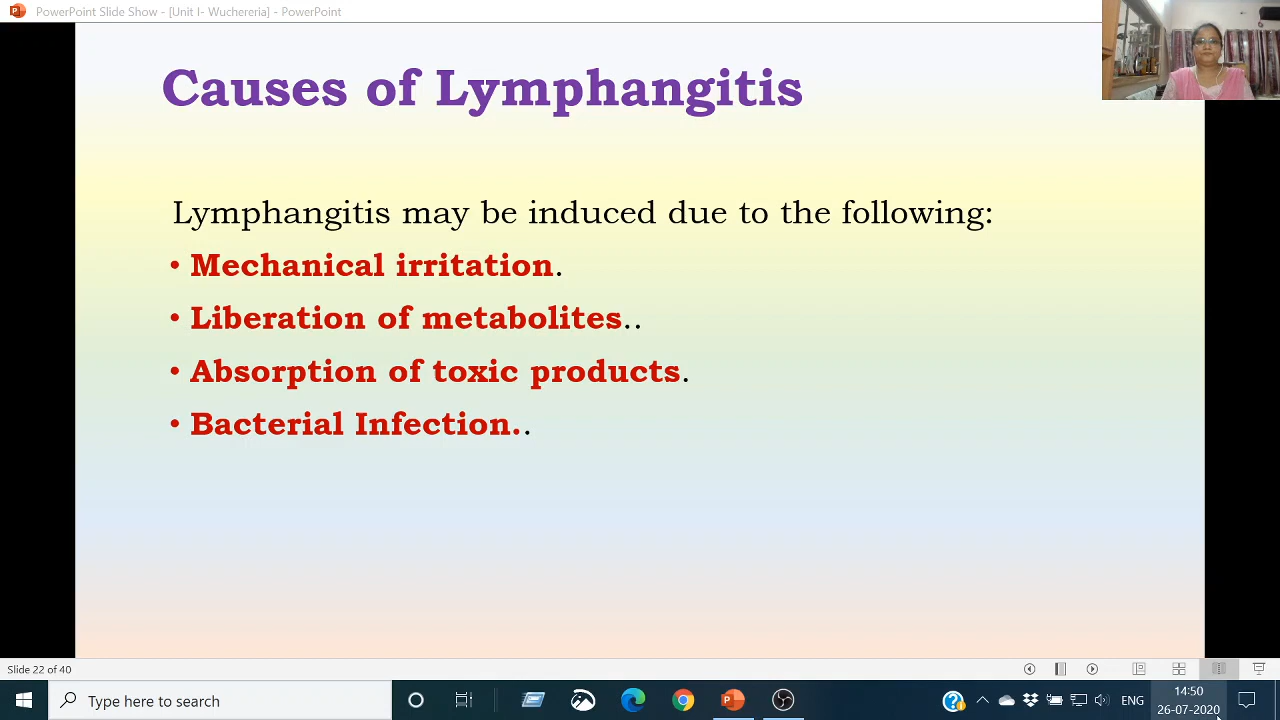 PowerPoint Slide Show - [Unit I- Wuchereria] - PowerPoint
Causes of Lymphangitis
Lymphangitis may be induced due to the following:
• Mechanical irritation.
• Liberation of metabolites..
• Absorption of toxic products.
• Bacterial Infection..
Slide 22 of 40
Type here to search
ENG
14:50
26-07-2020